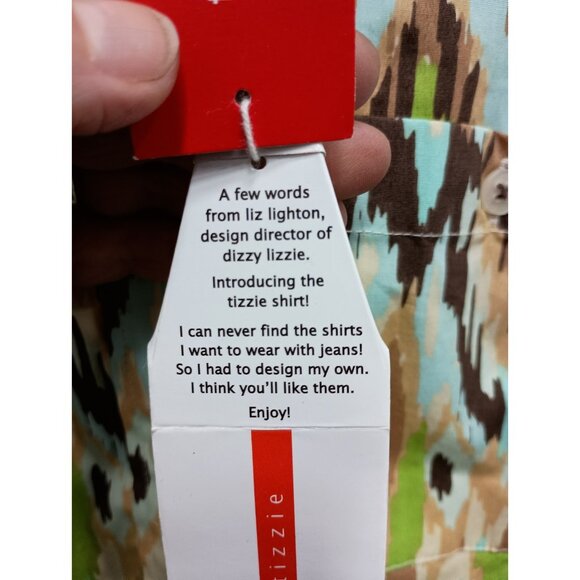 A few words
from liz lighton,
design director of
dizzy lizzie.
Introducing the
tizzie shirt!
I can never find the shirts
I want to wear with jeans!
So I had to design my own.
I think you'll like them.
Enjoy!
tizzie